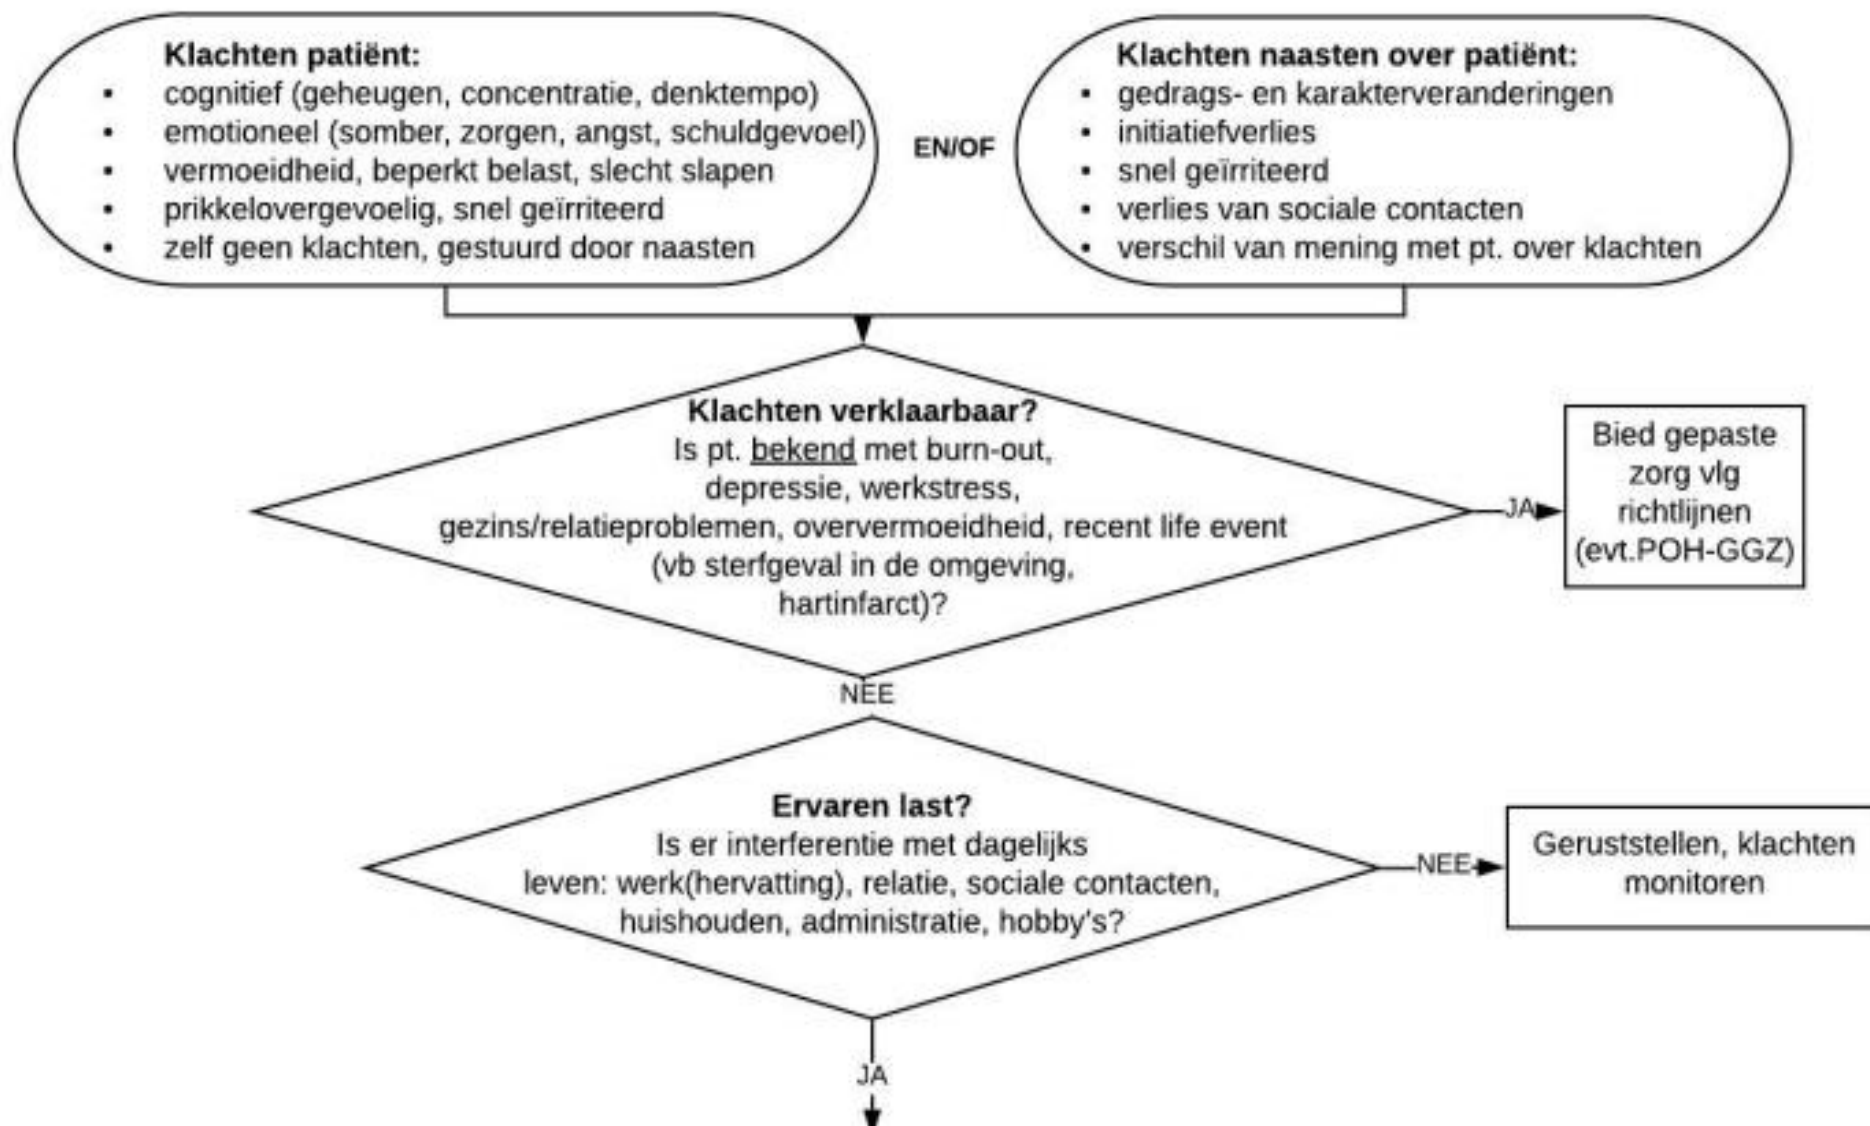 Klachten patiënt:
• cognitief (geheugen, concentratie, denktempo)
• emotioneel (somber, zorgen, angst, schuldgevoel)
• vermoeidheid, beperkt belast, slecht slapen
• prikkelovergevoelig, snel geïrriteerd
• zelf geen klachten, gestuurd door naasten
EN/OF
Klachten naasten over patiënt:
• gedrags- en karakterveranderingen
• initiatiefverlies
• snel geïrriteerd
• verlies van sociale contacten
• verschil van mening met pt. over klachten
Klachten verklaarbaar?
Is pt. bekend met burn-out,
depressie, werkstress,
gezins/relatieproblemen, oververmoeidheid, recent life event
(vb sterfgeval in de omgeving,
hartinfarct)?
JA
Bied gepaste
zorg vlg
richtlijnen
(evt.POH-GGZ)
NEE
Ervaren last?
Is er interferentie met dagelijks
leven: werk(hervatting), relatie, sociale contacten,
huishouden, administratie, hobby's?
NEE
Geruststellen, klachten
monitoren
JA